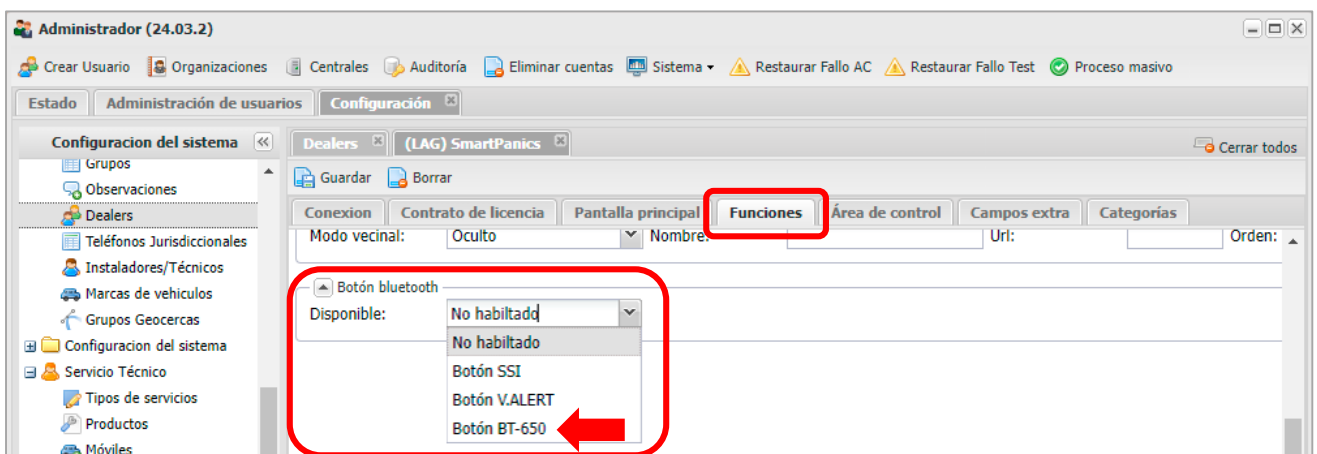 Administrador (24.03.2)
Crear Usuario Organizaciones Centrales Auditoría Eliminar cuentas Sistema Restaurar Fallo AC Restaurar Fallo Test Proceso masivo
Estado Administración de usuarios Configuración
Configuracion del sistema
Grupos
Observaciones
Dealers
Teléfonos Jurisdiccionales
Instaladores/Técnicos
Marcas de vehiculos
Grupos Geocercas
Configuracion del sistema
Servicio Técnico
Tipos de servicios
Productos
Móviles
Dealers (LAG) SmartPanics Cerrar todos
Guardar Borrar
Conexion Contrato de licencia Pantalla principal Funciones Área de control Campos extra Categorías
Modo vecinal: Oculto Nombre: Url: Orden:
Botón bluetooth
Disponible: No habiltado
No habiltado
Botón SSI
Botón V.ALERT
Botón BT-650